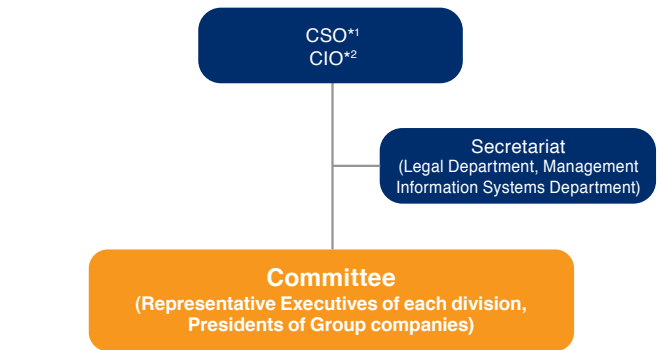 CSO*1
CIO*2
Secretariat
(Legal Department, Management
Information Systems Department)
Committee
(Representative Executives of each division,
Presidents of Group companies)